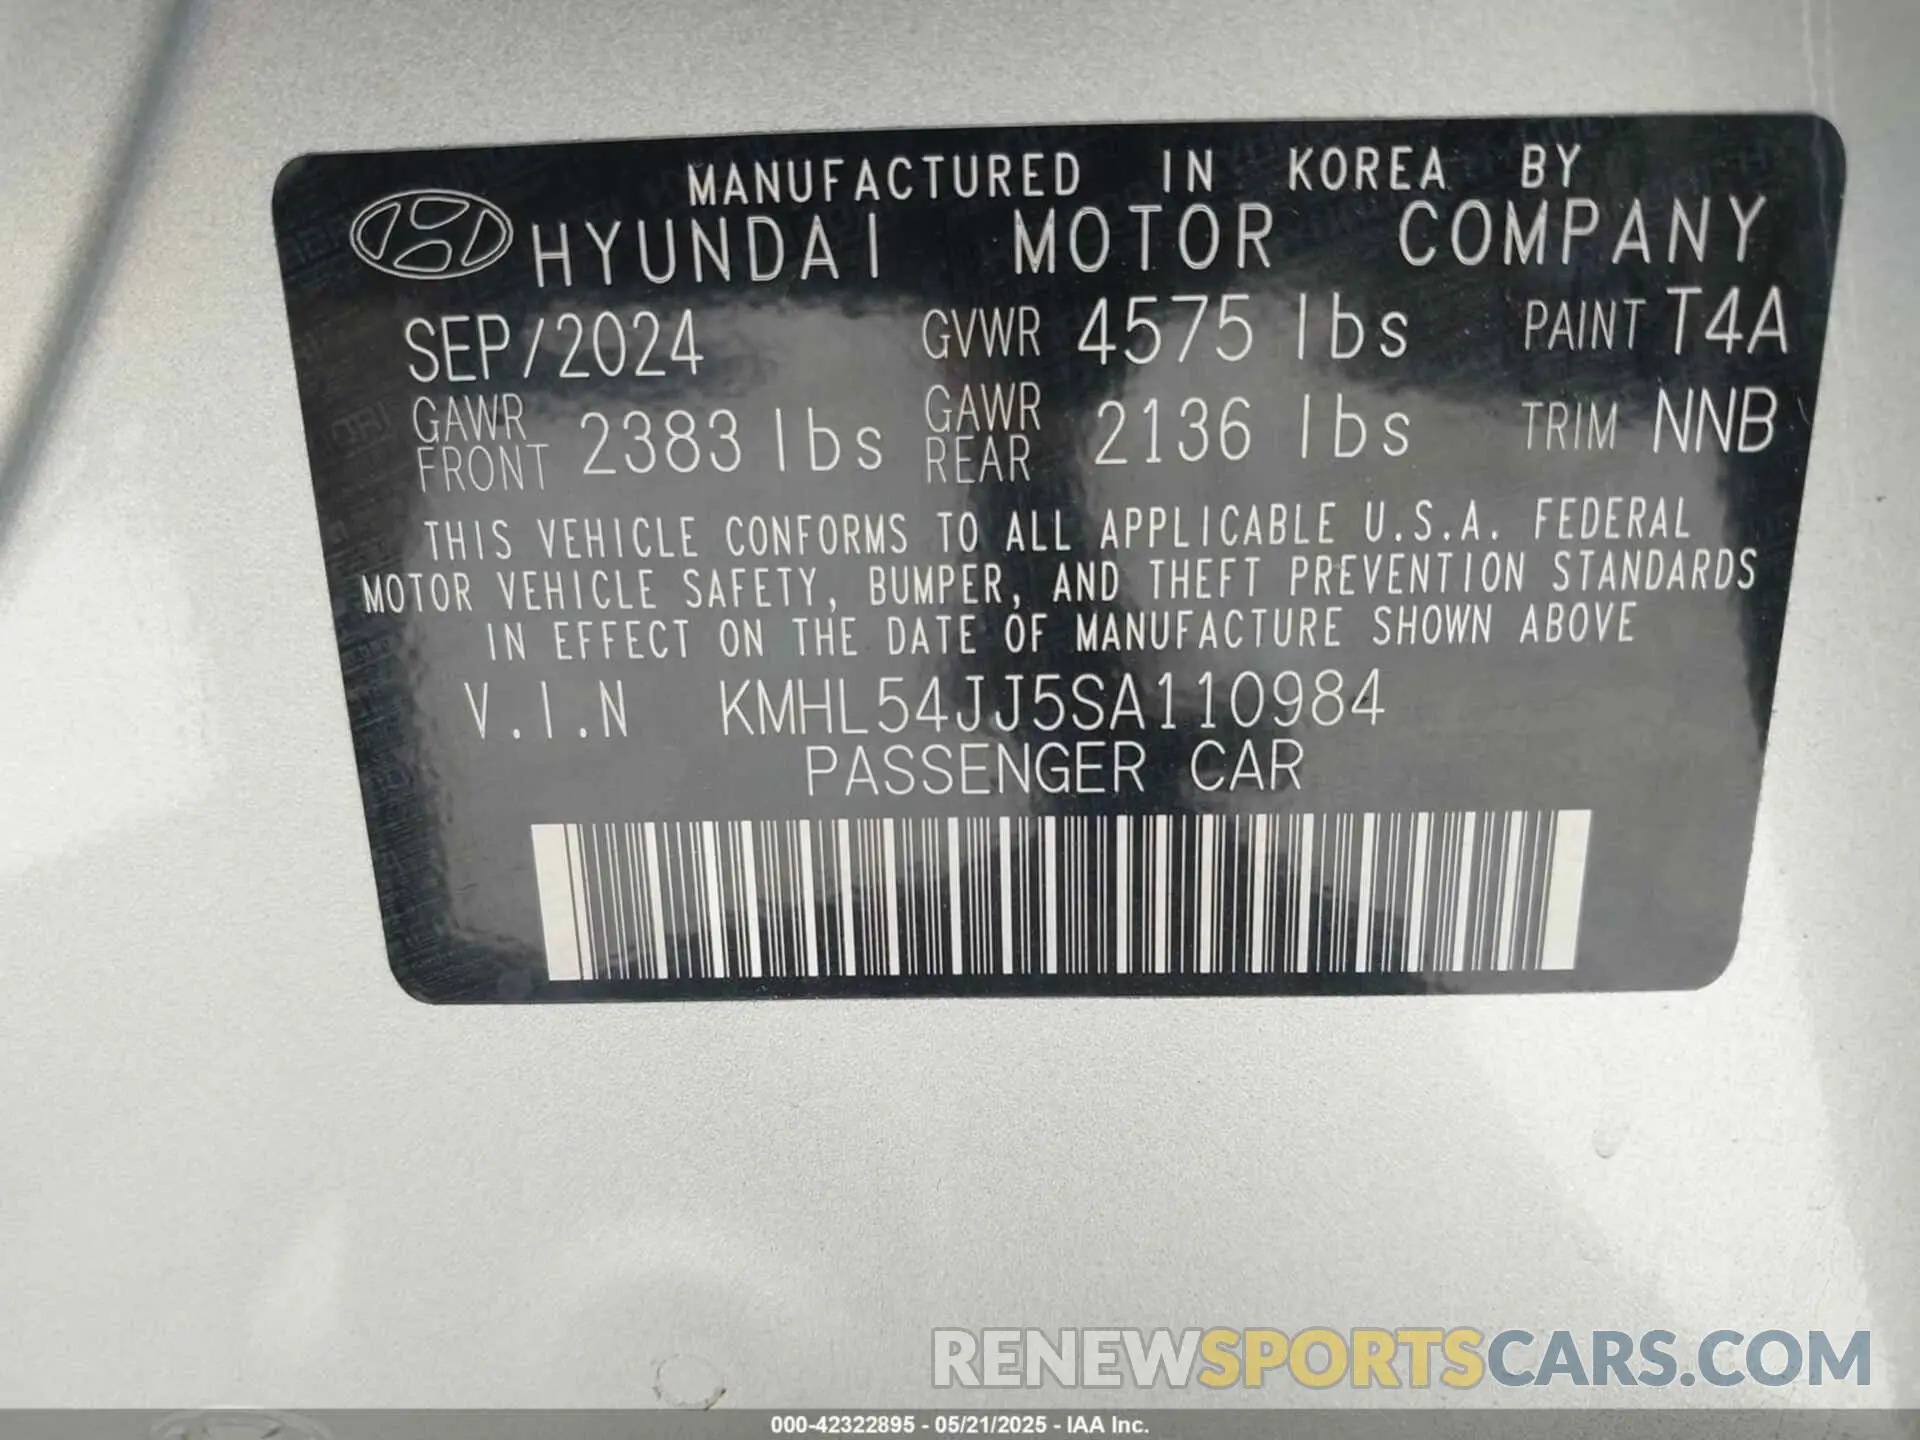 MANUFACTURED IN KOREA BY
HYUNDAI MOTOR COMPANY
SEP/2024 GVWR 4575 lbs PAINT T4A
GAWR FRONT 2383 lbs GAWR REAR 2136 lbs TRIM NNB
THIS VEHICLE CONFORMS TO ALL APPLICABLE U.S.A. FEDERAL
MOTOR VEHICLE SAFETY, BUMPER, AND THEFT PREVENTION STANDARDS
IN EFFECT ON THE DATE OF MANUFACTURE SHOWN ABOVE
V.I.N KMHL54JJ5SA110984
PASSENGER CAR
RENEWSPORTSCARS.COM
000-42322895 - 05/21/2025 - IAA Inc.